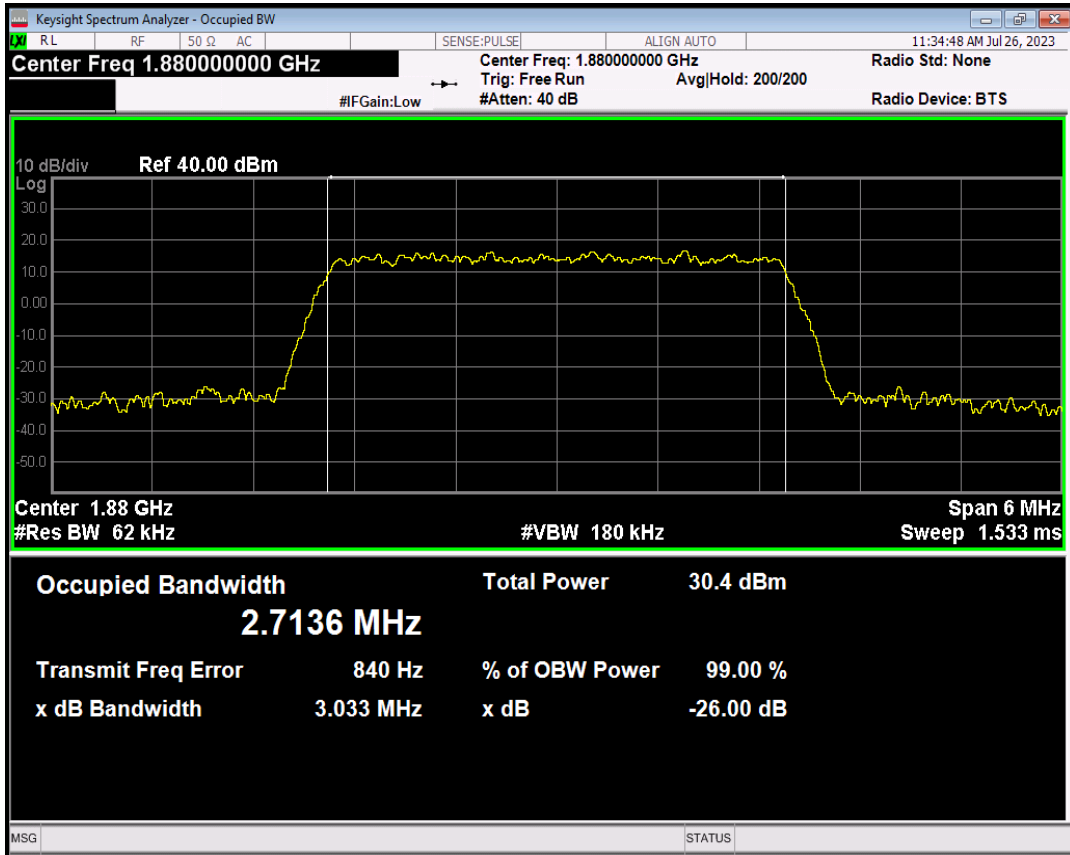 Keysight Spectrum Analyzer - Occupied BW
LXI RL RF 50 Ω AC SENSE:PULSE ALIGN AUTO 11:34:48 AM Jul 26, 2023
Center Freq 1.880000000 GHz Center Freq: 1.880000000 GHz Radio Std: None
Trig: Free Run Avg|Hold: 200/200
#IFGain:Low #Atten: 40 dB Radio Device: BTS
10 dB/div Ref 40.00 dBm
Log
30.0
20.0
10.0
0.00
-10.0
-20.0
-30.0
-40.0
-50.0
Center 1.88 GHz Span 6 MHz
#Res BW 62 kHz #VBW 180 kHz Sweep 1.533 ms
Occupied Bandwidth Total Power 30.4 dBm
2.7136 MHz
Transmit Freq Error 840 Hz % of OBW Power 99.00 %
x dB Bandwidth 3.033 MHz x dB -26.00 dB
MSG STATUS